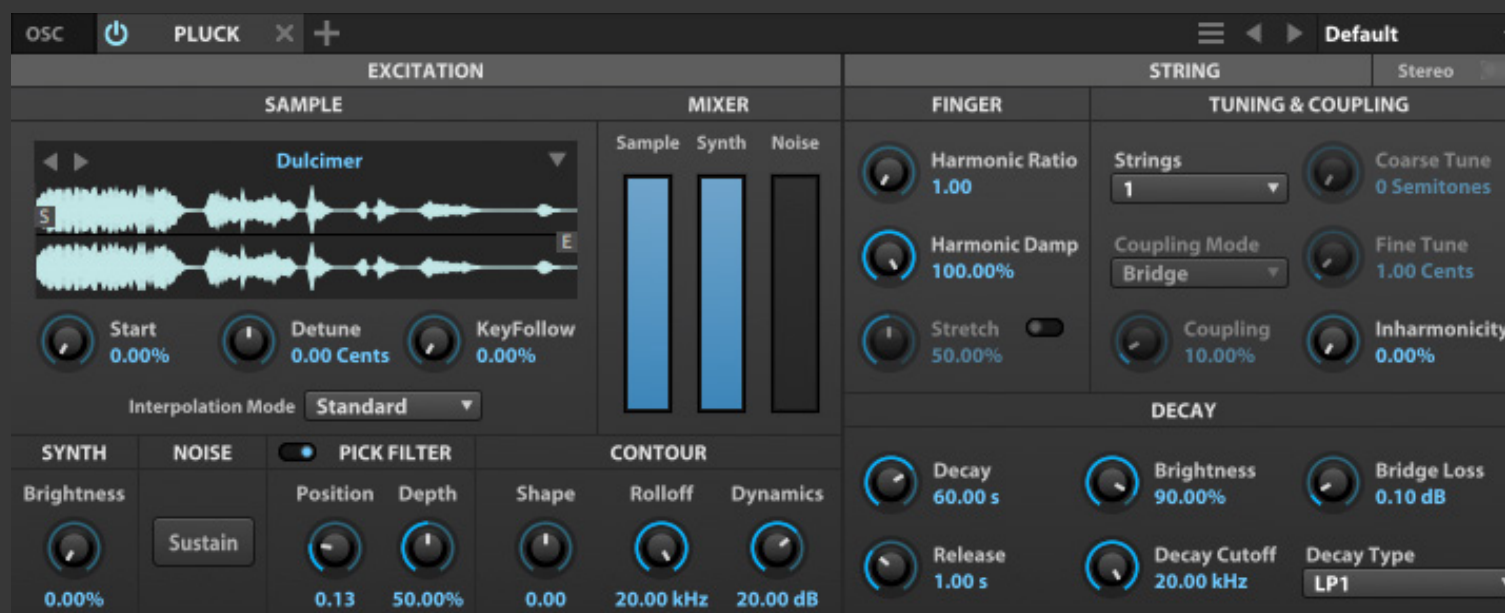 OSC PLUCK Default
EXCITATION STRING Stereo
SAMPLE MIXER FINGER TUNING & COUPLING
Sample Synth Noise
Dulcimer
S
E
Start
0.00%
Detune
0.00 Cents
KeyFollow
0.00%
Interpolation Mode Standard
Harmonic Ratio
1.00
Harmonic Damp
100.00%
Stretch
50.00%
Strings
1
Coarse Tune
0 Semitones
Coupling Mode
Bridge
Fine Tune
1.00 Cents
Coupling
10.00%
Inharmonicity
0.00%
SYNTH NOISE PICK FILTER CONTOUR
Brightness
0.00%
Sustain
Position
0.13
Depth
50.00%
Shape
0.00
Rolloff
20.00 kHz
Dynamics
20.00 dB
DECAY
Decay
60.00 s
Brightness
90.00%
Bridge Loss
0.10 dB
Release
1.00 s
Decay Cutoff
20.00 kHz
Decay Type
LP1